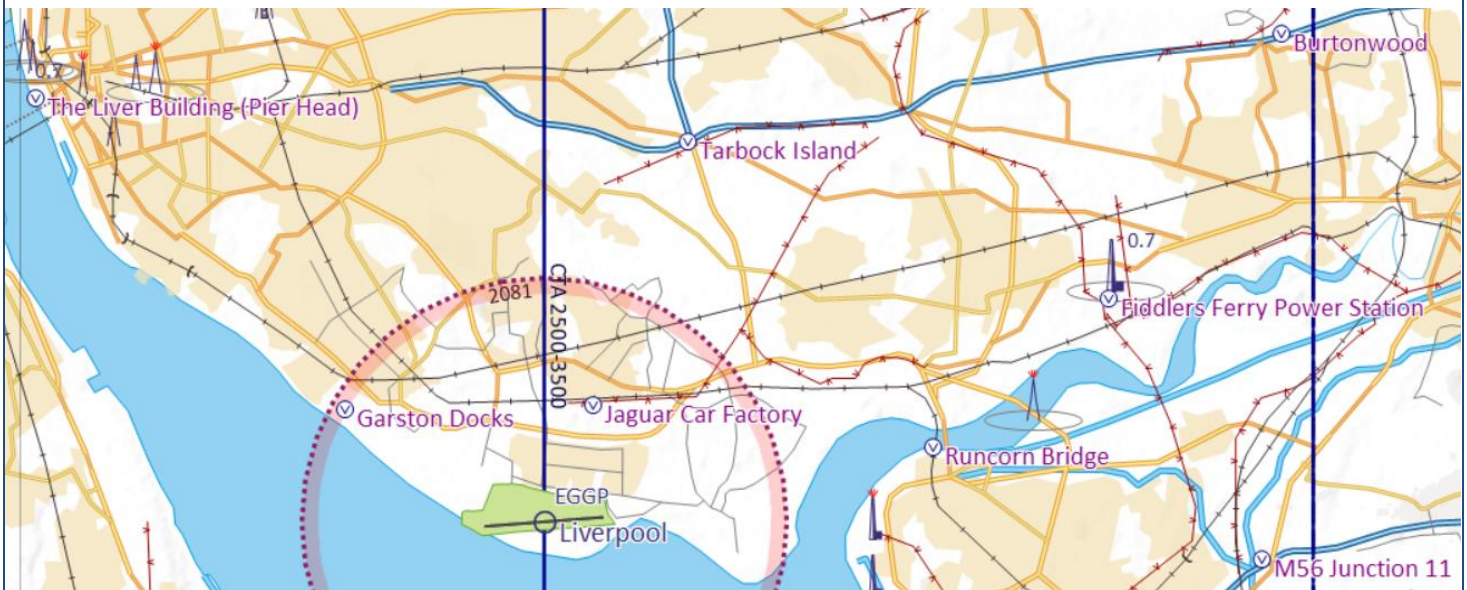 Burtonwood
0.7
The Liver Building (Pier Head)
Tarbock Island
0.7
2081
CTA 2500-3500
Fiddlers Ferry Power Station
Garston Docks
Jaguar Car Factory
Runcorn Bridge
EGGP
Liverpool
M56 Junction 11